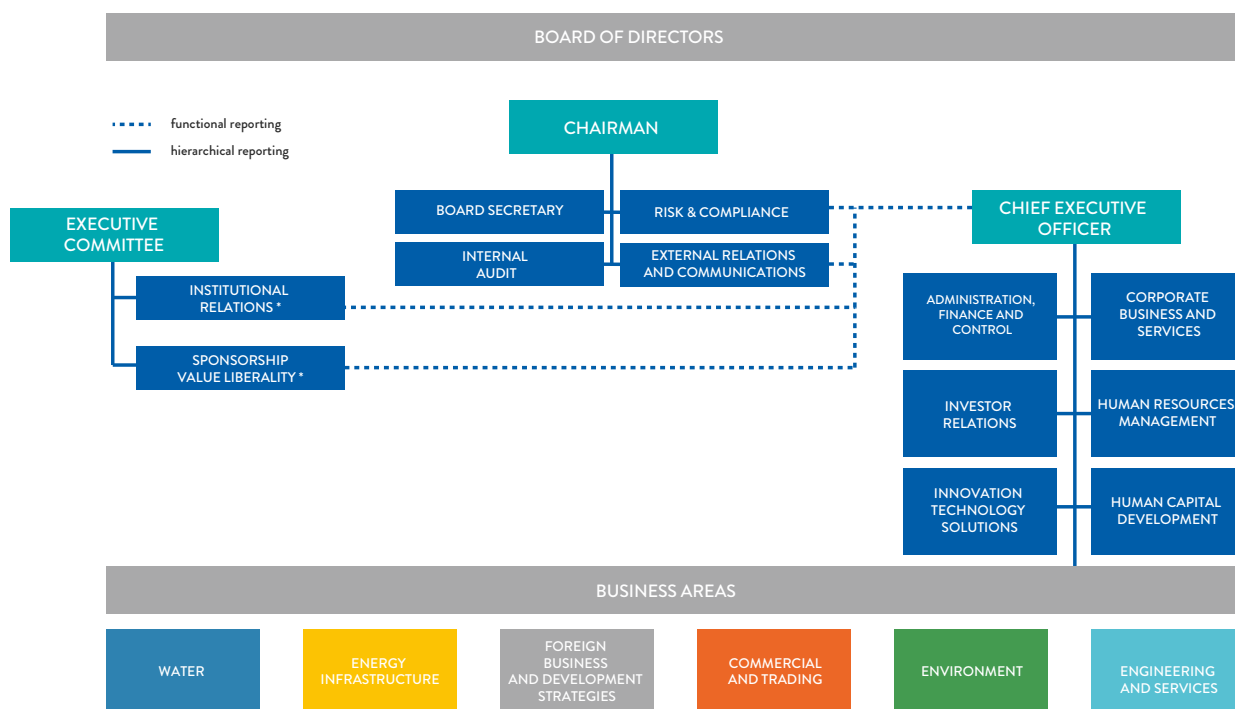 BOARD OF DIRECTORS
functional reporting
hierarchical reporting
CHAIRMAN
EXECUTIVE
COMMITTEE
BOARD SECRETARY
RISK & COMPLIANCE
CHIEF EXECUTIVE
OFFICER
INTERNAL
AUDIT
EXTERNAL RELATIONS
AND COMMUNICATIONS
INSTITUTIONAL
RELATIONS *
SPONSORSHIP
VALUE LIBERALITY *
ADMINISTRATION,
FINANCE AND
CONTROL
CORPORATE
BUSINESS AND
SERVICES
INVESTOR
RELATIONS
HUMAN RESOURCES
MANAGEMENT
INNOVATION
TECHNOLOGY
SOLUTIONS
HUMAN CAPITAL
DEVELOPMENT
BUSINESS AREAS
WATER
ENERGY
INFRASTRUCTURE
FOREIGN
BUSINESS
AND DEVELOPMENT
STRATEGIES
COMMERCIAL
AND TRADING
ENVIRONMENT
ENGINEERING
AND SERVICES